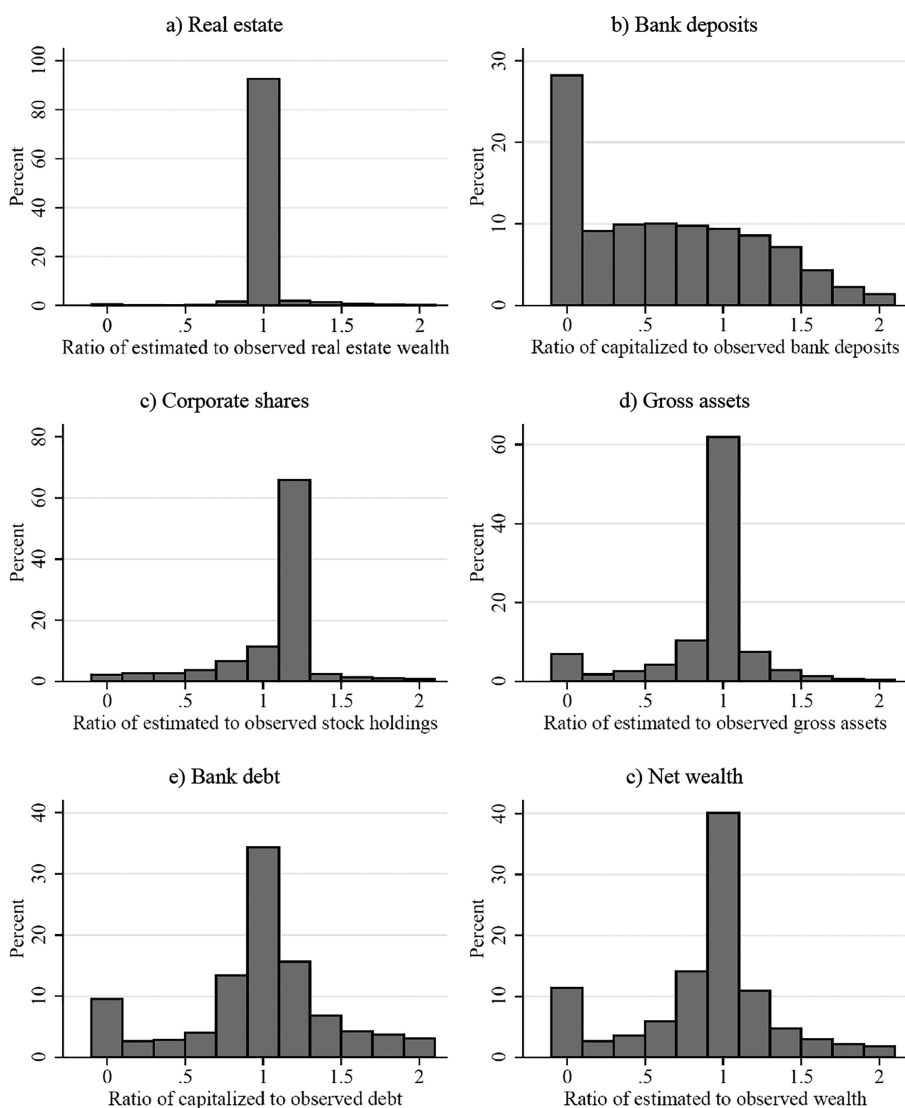 a) Real estate
Percent
100
80
60
40
20
0
0 .5 1 1.5 2
Ratio of estimated to observed real estate wealth
b) Bank deposits
Percent
30
20
10
0
0 .5 1 1.5 2
Ratio of capitalized to observed bank deposits
c) Corporate shares
Percent
80
60
40
20
0
0 .5 1 1.5 2
Ratio of estimated to observed stock holdings
d) Gross assets
Percent
60
40
20
0
0 .5 1 1.5 2
Ratio of estimated to observed gross assets
e) Bank debt
Percent
40
30
20
10
0
0 .5 1 1.5 2
Ratio of capitalized to observed debt
c) Net wealth
Percent
40
30
20
10
0
0 .5 1 1.5 2
Ratio of estimated to observed wealth